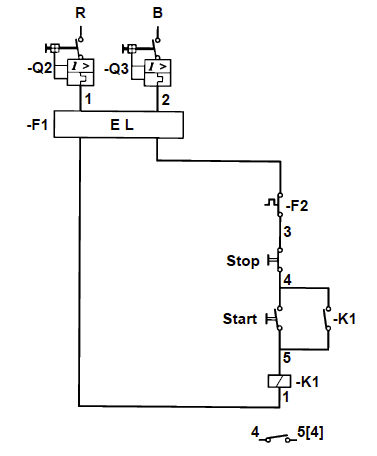 R B
-Q2 I > -Q3 I >
1 2
-F1 E L
-F2
3
Stop
4
Start -K1
5
-K1
1
4 5[4]